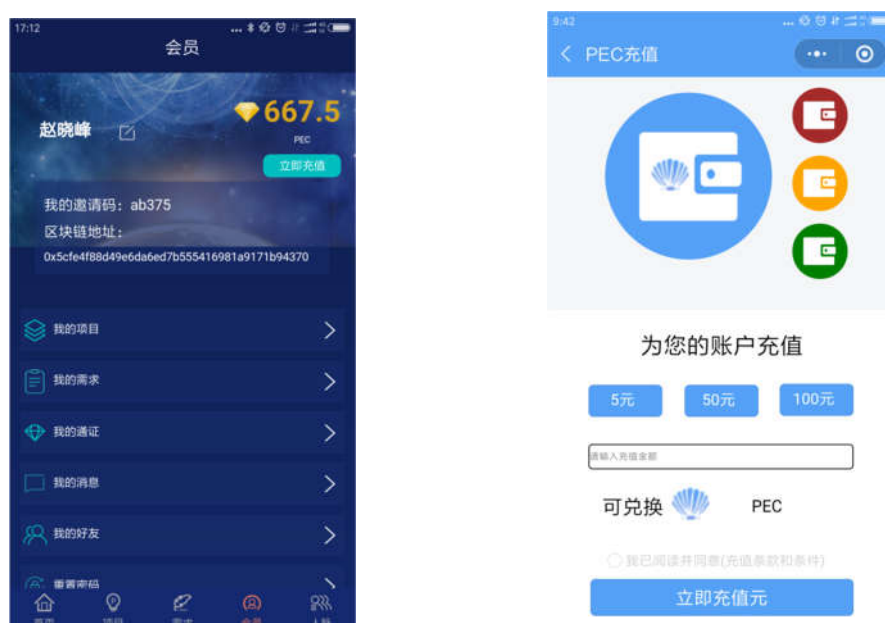 17:12
会员
赵晓峰
667.5
PEC
立即充值
我的邀请码：ab375
区块链地址：
0x5cfe4f88d49e6da6ed7b555416981a9171b94370
我的项目
我的需求
我的通证
我的消息
我的好友
重置密码
9:42
PEC充值
为您的账户充值
5元
50元
100元
请输入充值金额
可兑换
PEC
我已阅读并同意(充值条款和条件)
立即充值元